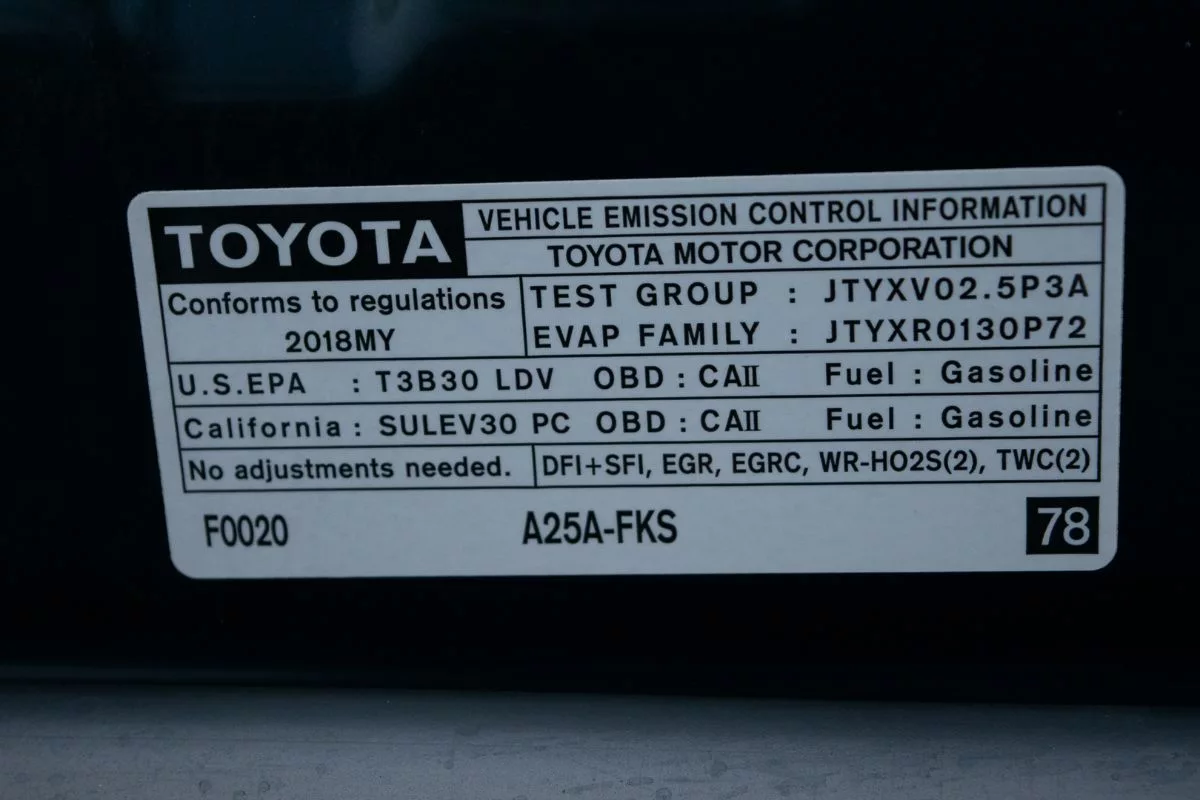 TOYOTA
VEHICLE EMISSION CONTROL INFORMATION
TOYOTA MOTOR CORPORATION
Conforms to regulations
2018MY
TEST GROUP : JTYXV02.5P3A
EVAP FAMILY : JTYXR0130P72
U.S.EPA : T3B30 LDV OBD : CAII Fuel : Gasoline
California : SULEV30 PC OBD : CAII Fuel : Gasoline
No adjustments needed.
DFI+SFI, EGR, EGRC, WR-HO2S(2), TWC(2)
F0020 A25A-FKS 78